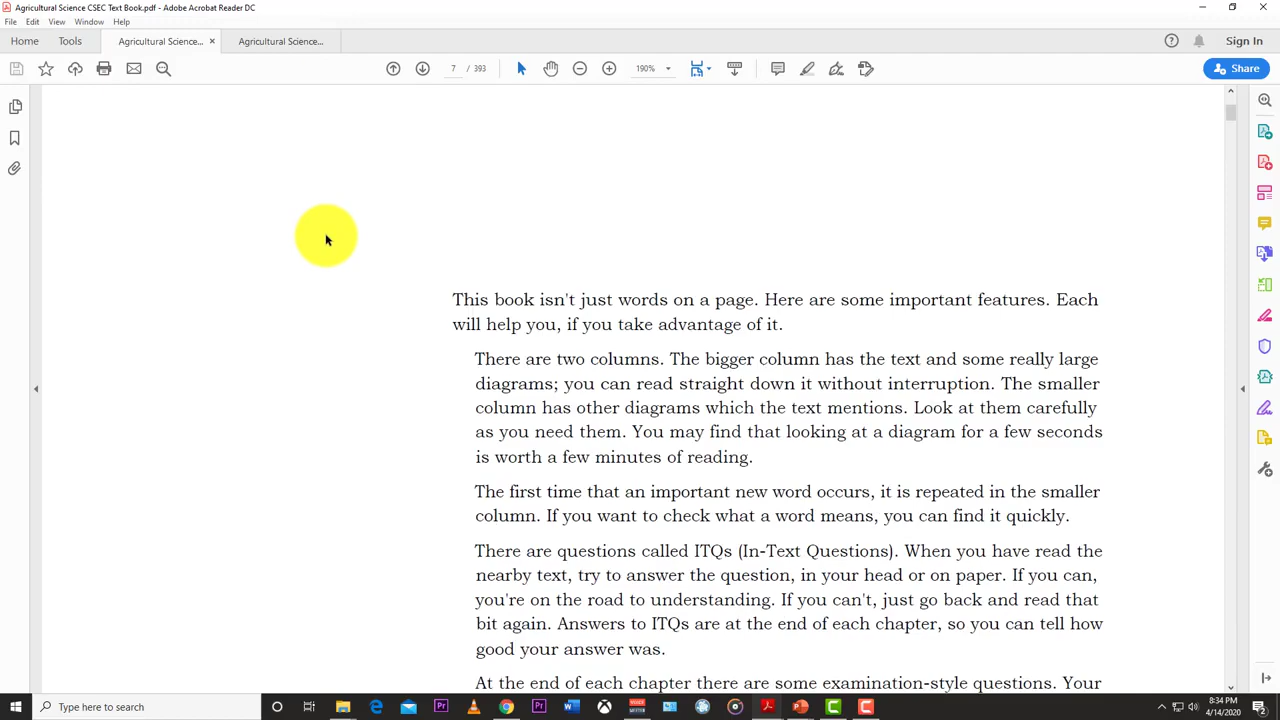 Agricultural Science CSEC Text Book.pdf - Adobe Acrobat Reader DC
File Edit View Window Help
Home Tools Agricultural Science... × Agricultural Science... Sign In
7 / 393 190% Share
This book isn't just words on a page. Here are some important features. Each
will help you, if you take advantage of it.
There are two columns. The bigger column has the text and some really large
diagrams; you can read straight down it without interruption. The smaller
column has other diagrams which the text mentions. Look at them carefully
as you need them. You may find that looking at a diagram for a few seconds
is worth a few minutes of reading.
The first time that an important new word occurs, it is repeated in the smaller
column. If you want to check what a word means, you can find it quickly.
There are questions called ITQs (In-Text Questions). When you have read the
nearby text, try to answer the question, in your head or on paper. If you can,
you're on the road to understanding. If you can't, just go back and read that
bit again. Answers to ITQs are at the end of each chapter, so you can tell how
good your answer was.
At the end of each chapter there are some examination-style questions. Your
Type here to search
8:34 PM
4/14/2020